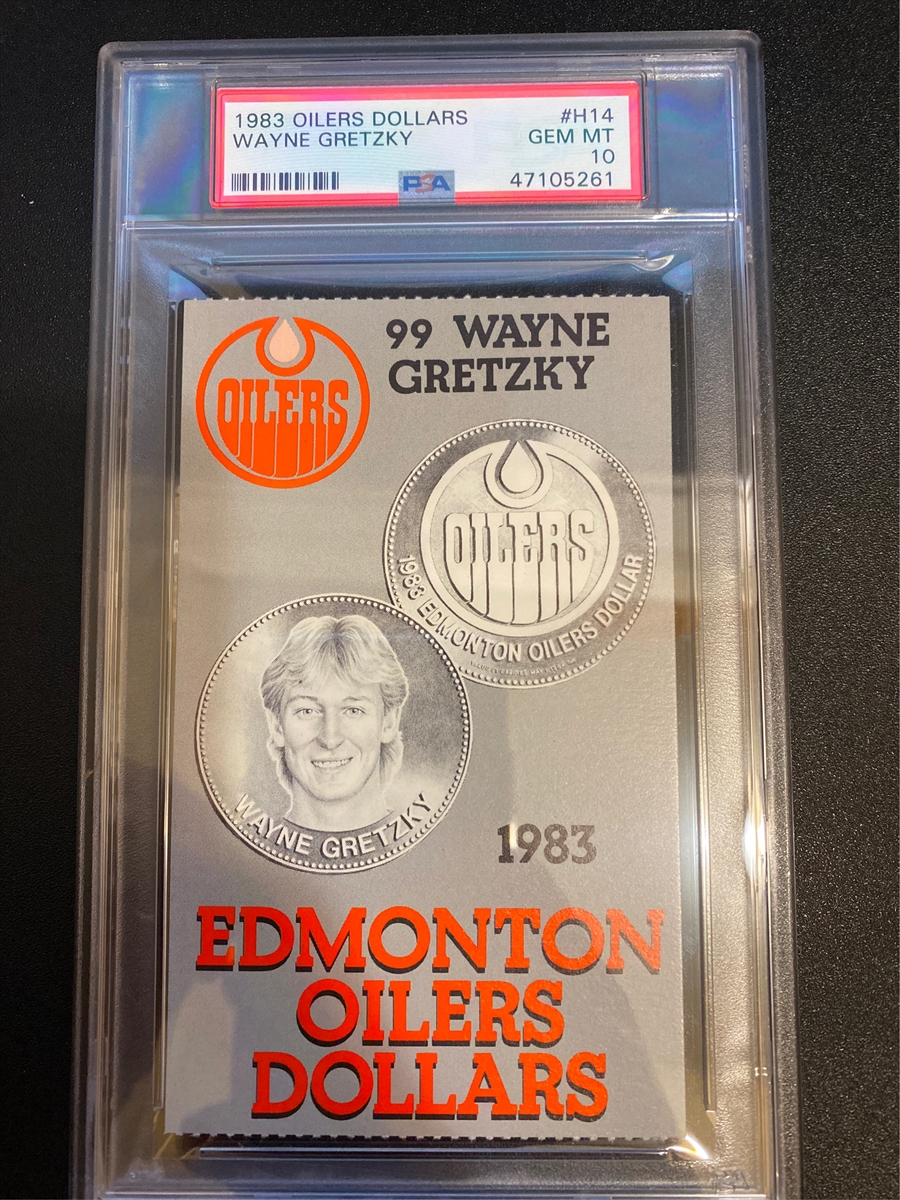 1983 OILERS DOLLARS #H14
WAYNE GRETZKY GEM MT
10
PSA 47105261
99 WAYNE
GRETZKY
OILERS
OILERS
1983 EDMONTON OILERS DOLLAR
WAYNE GRETZKY
1983
EDMONTON
OILERS
DOLLARS